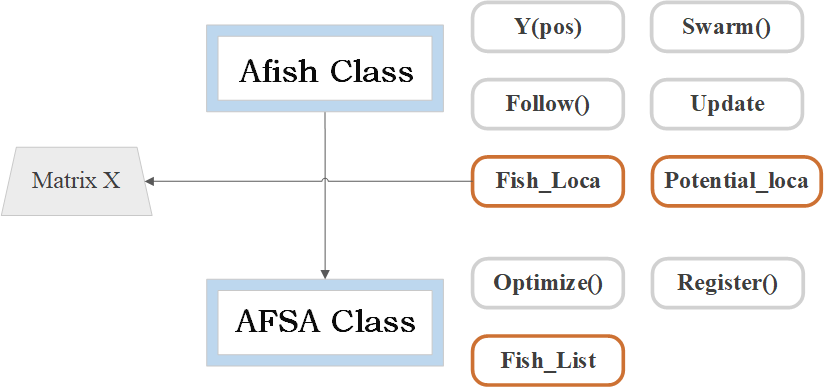 Y(pos)
Swarm()
Afish Class
Follow()
Update
Matrix X
Fish_Loca
Potential_loca
Optimize()
Register()
AFSA Class
Fish_List